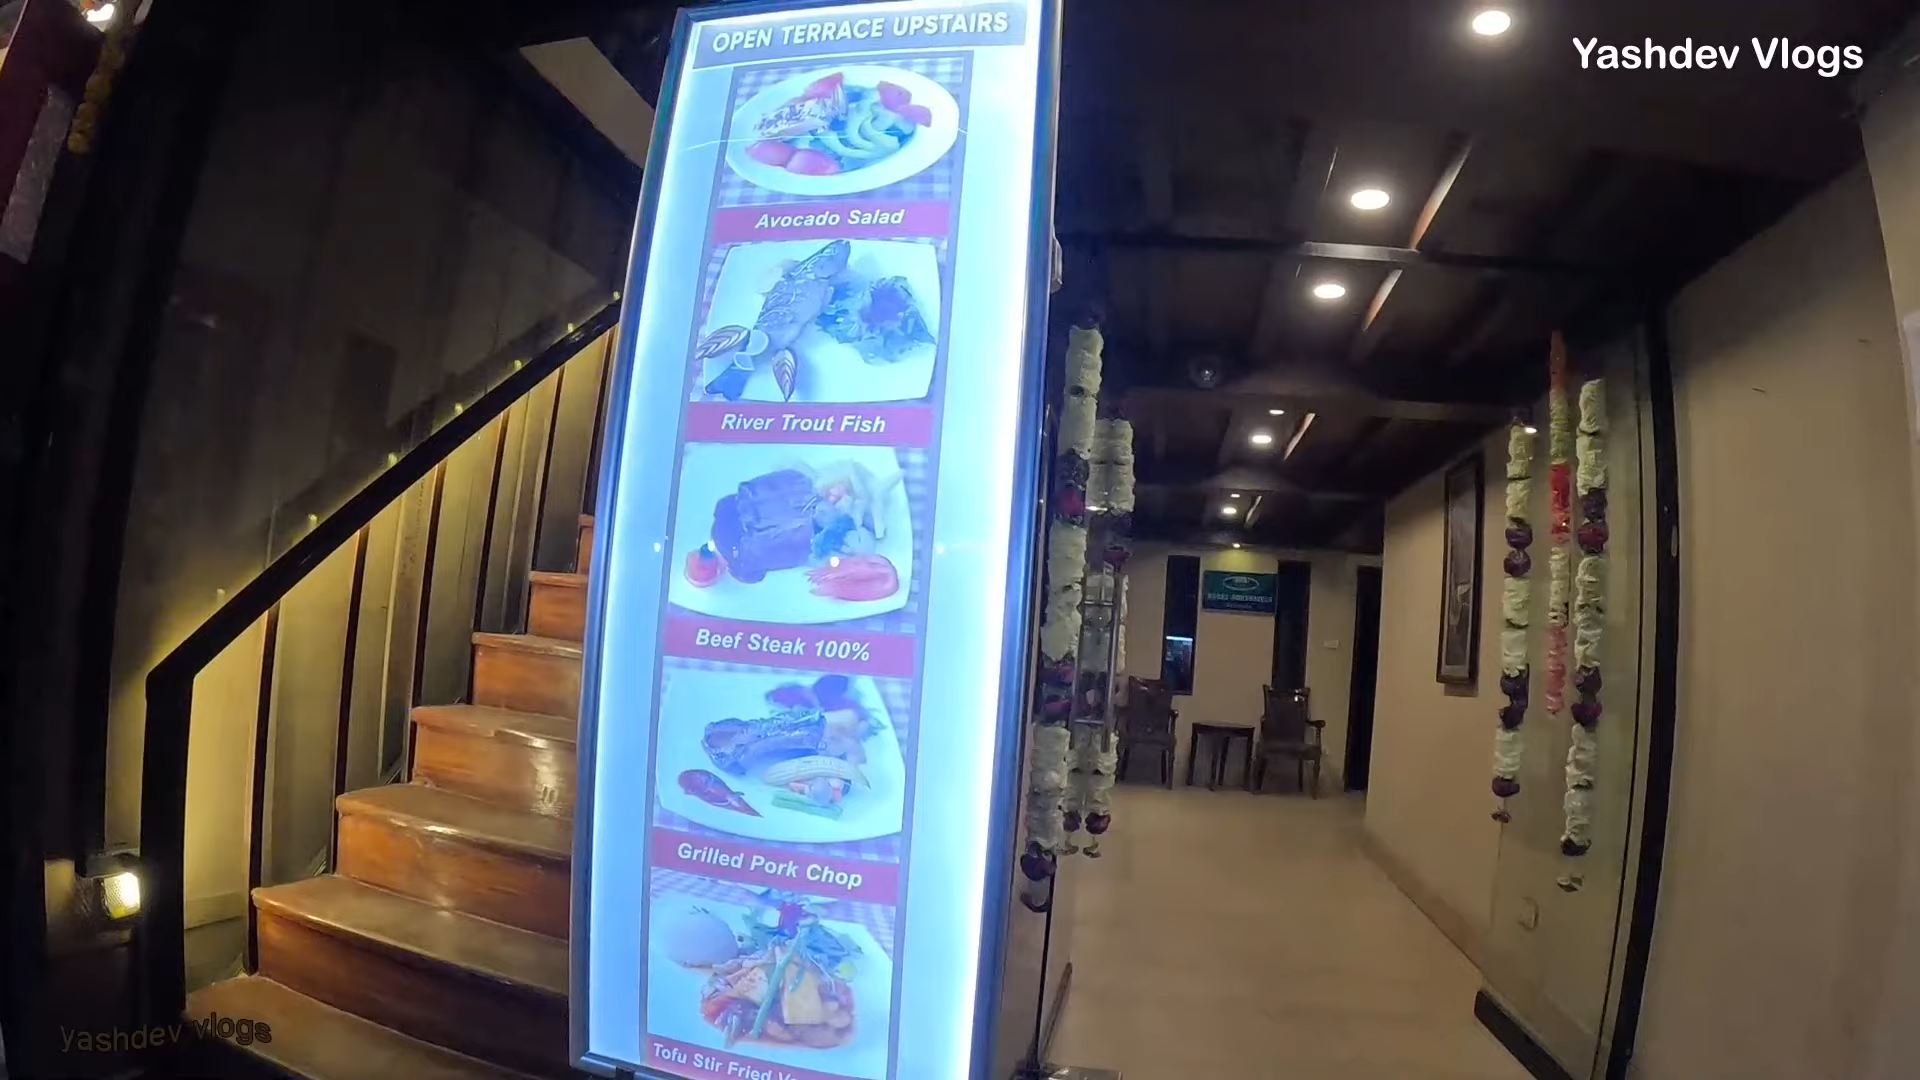 OPEN TERRACE UPSTAIRS
Yashdev Vlogs
Avocado Salad
River Trout Fish
Beef Steak 100%
Grilled Pork Chop
Tofu Stir Fried
yashdev vlogs